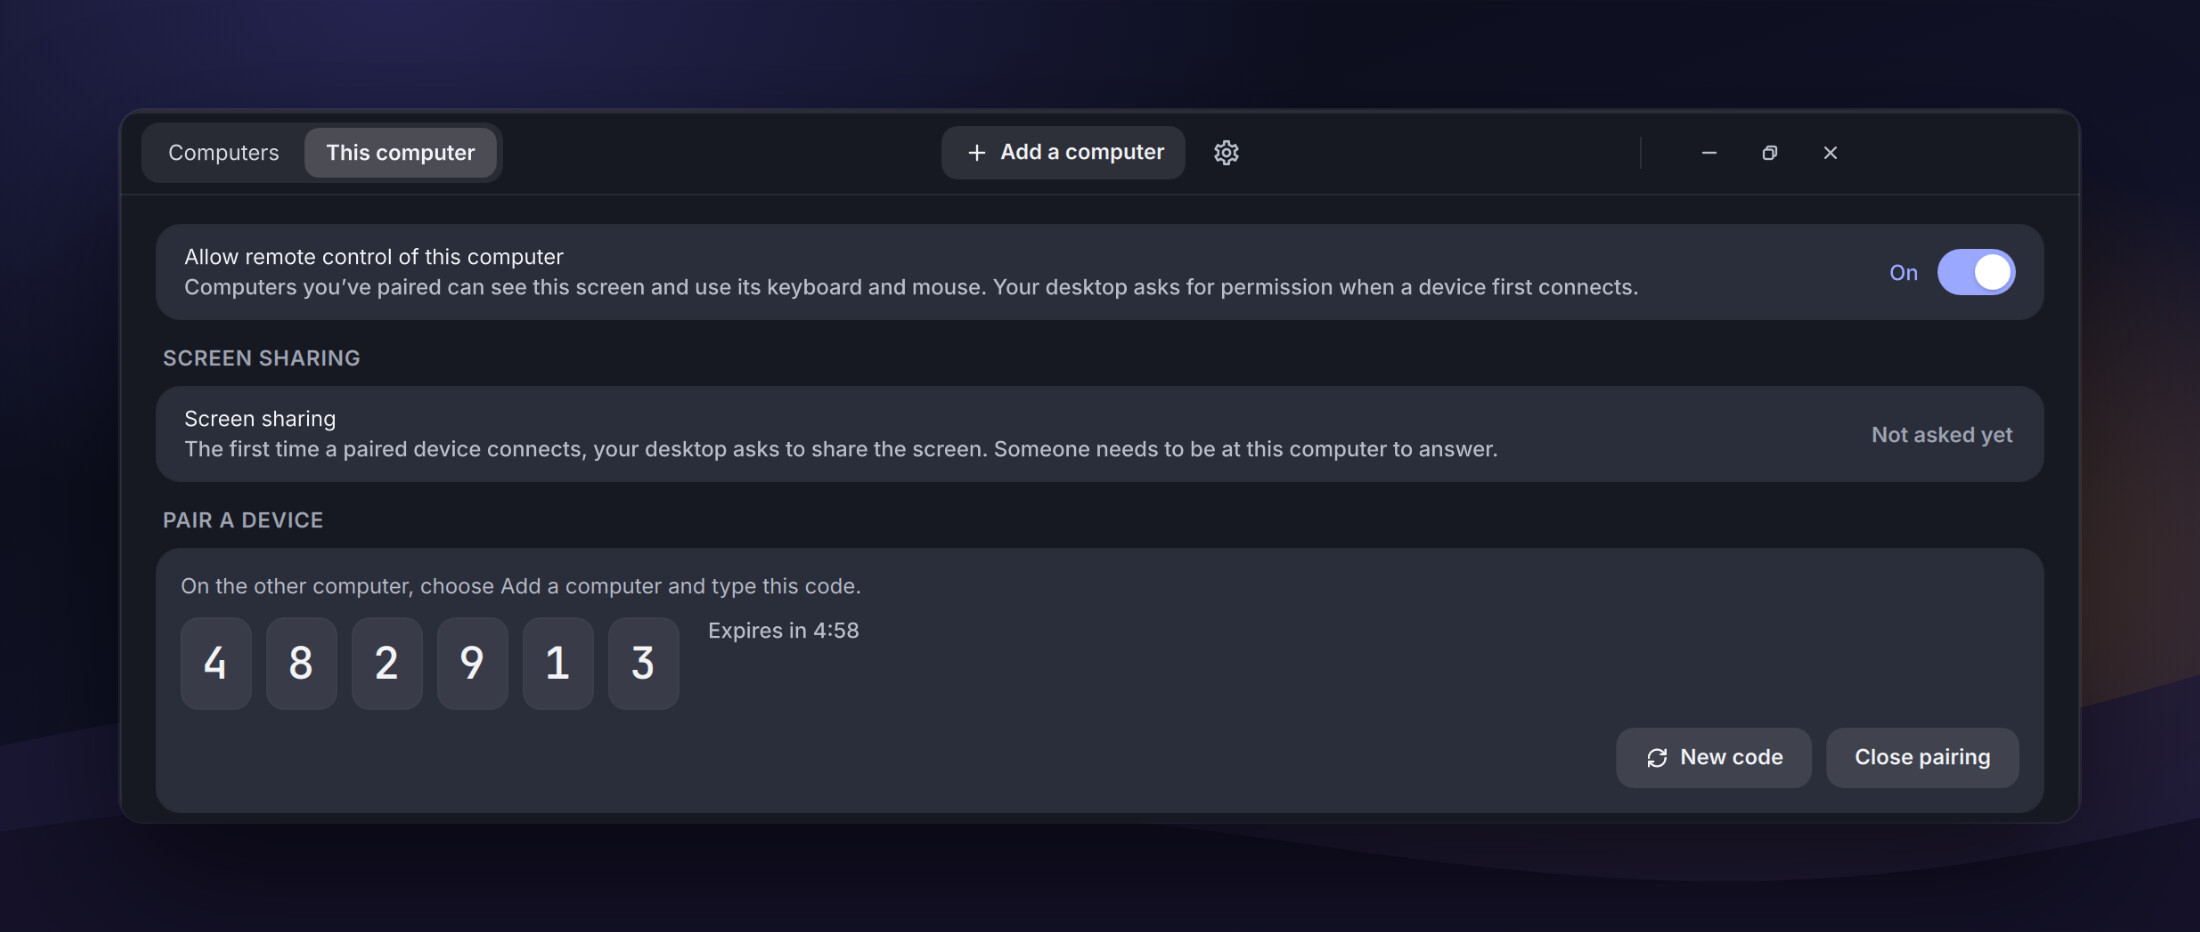 Computers
This computer
Add a computer
Allow remote control of this computer
On
Computers you’ve paired can see this screen and use its keyboard and mouse. Your desktop asks for permission when a device first connects.
SCREEN SHARING
Screen sharing
Not asked yet
The first time a paired device connects, your desktop asks to share the screen. Someone needs to be at this computer to answer.
PAIR A DEVICE
On the other computer, choose Add a computer and type this code.
4 8 2 9 1 3
Expires in 4:58
New code
Close pairing